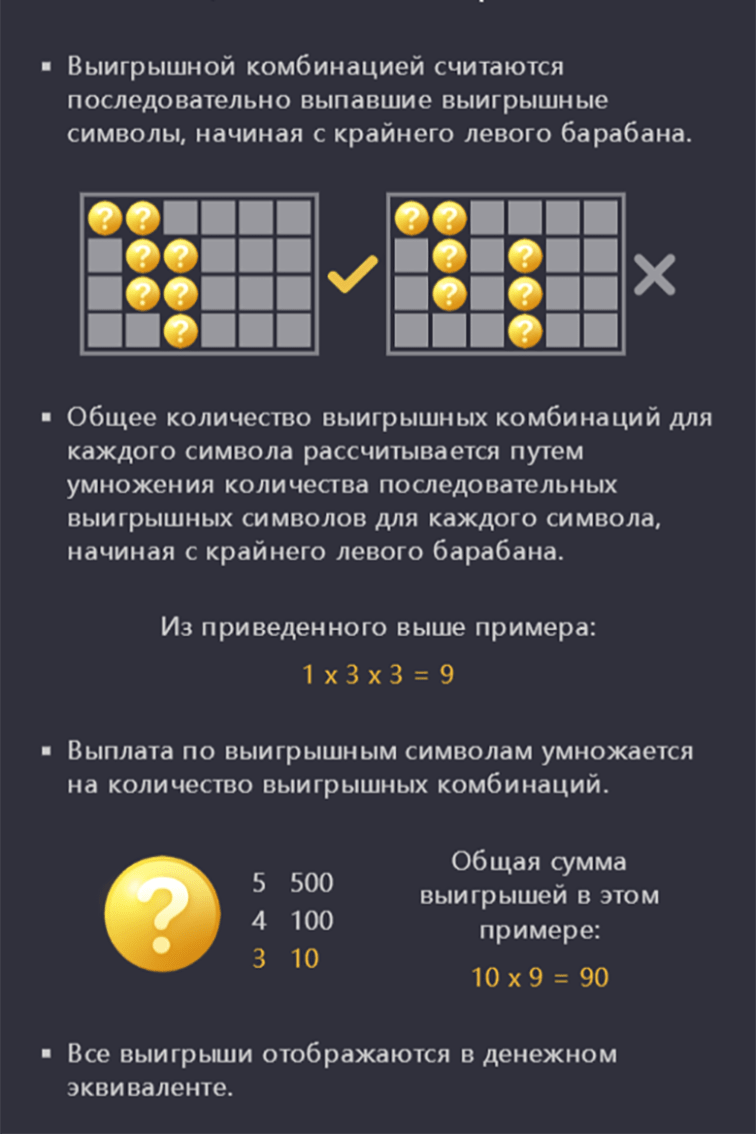 ▪ Выигрышной комбинацией считаются
последовательно выпавшие выигрышные
символы, начиная с крайнего левого барабана.
? ? ? ?
? ? ? ?
? ? ? ?
? ?
▪ Общее количество выигрышных комбинаций для
каждого символа рассчитывается путем
умножения количества последовательных
выигрышных символов для каждого символа,
начиная с крайнего левого барабана.
Из приведенного выше примера:
1 x 3 x 3 = 9
▪ Выплата по выигрышным символам умножается
на количество выигрышных комбинаций.
?
5 500
4 100
3 10
Общая сумма
выигрышей в этом
примере:
10 x 9 = 90
▪ Все выигрыши отображаются в денежном
эквиваленте.